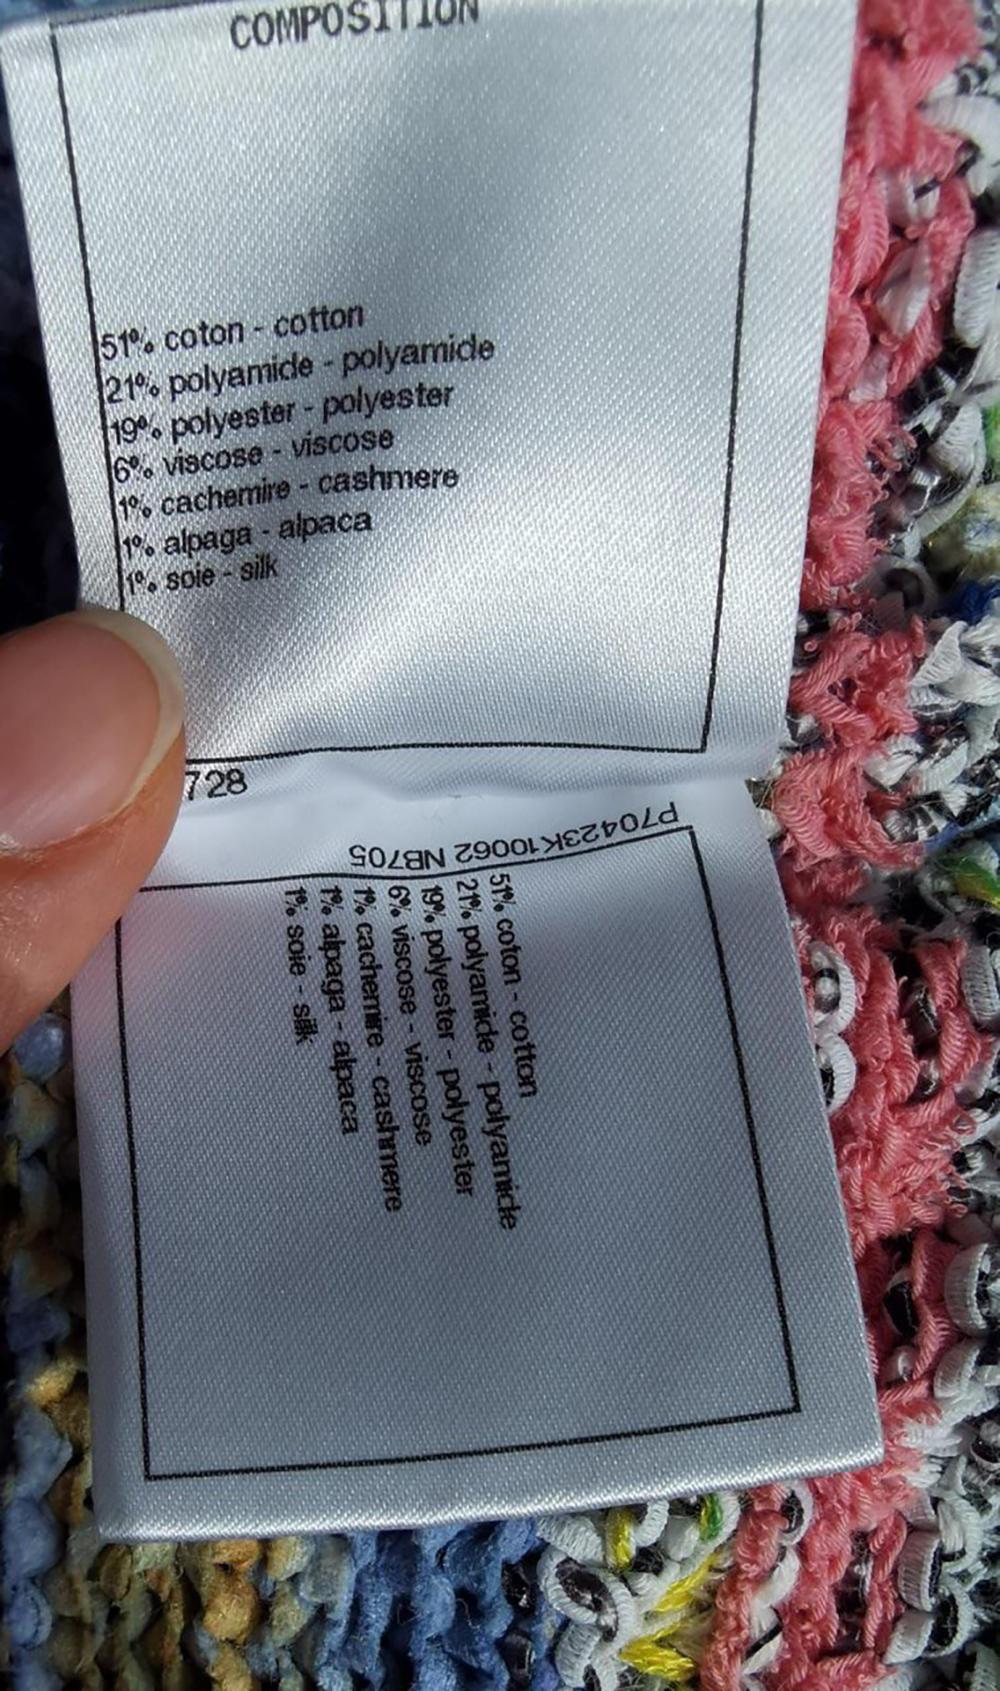 COMPOSITION
51% coton - cotton
21% polyamide - polyamide
19% polyester - polyester
6% viscose - viscose
1% cachemire - cashmere
1% alpaga - alpaca
1% soie - silk
728
P70423K10062 NB705
51% coton - cotton
21% polyamide - polyamide
19% polyester - polyester
6% viscose - viscose
1% cachemire - cashmere
1% alpaga - alpaca
1% soie - silk